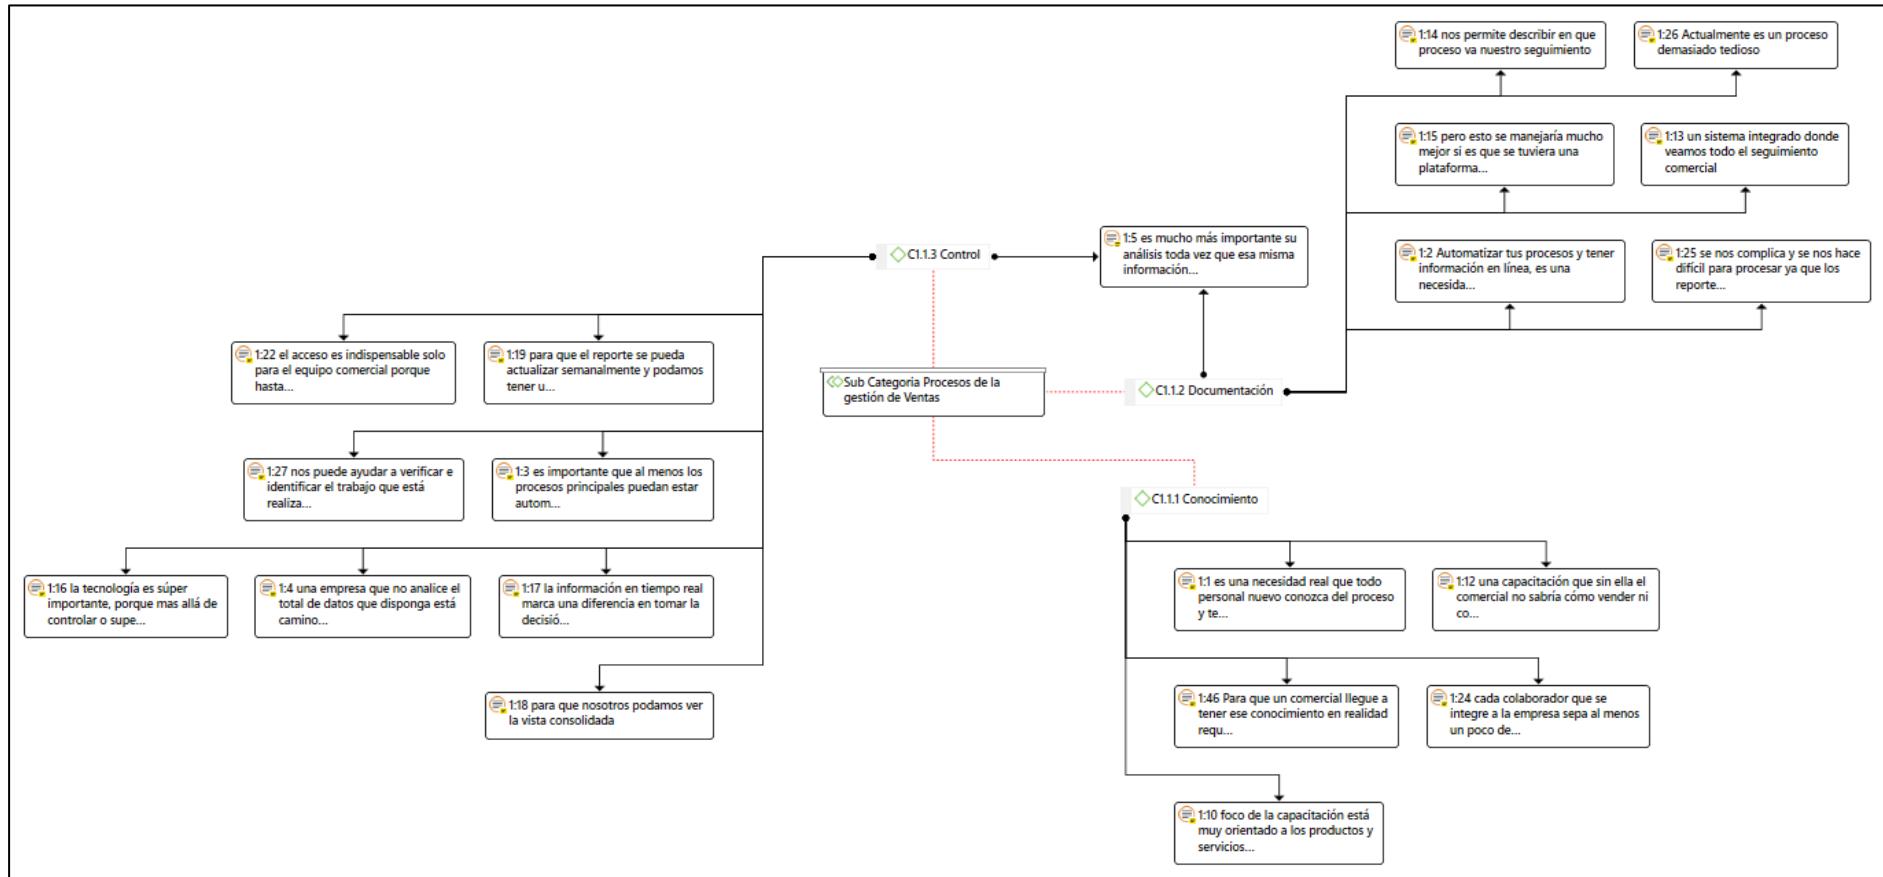 1:14 nos permite describir en que
proceso va nuestro seguimiento
1:26 Actualmente es un proceso
demasiado tedioso
1:15 pero esto se manejaría mucho
mejor si es que se tuviera una
plataforma...
1:13 un sistema integrado donde
veamos todo el seguimiento
comercial
C1.1.3 Control
1:5 es mucho más importante su
análisis toda vez que esa misma
información...
1:2 Automatizar tus procesos y tener
información en línea, es una
necesida...
1:25 se nos complica y se nos hace
difícil para procesar ya que los
reporte...
1:22 el acceso es indispensable solo
para el equipo comercial porque
hasta...
1:19 para que el reporte se pueda
actualizar semanalmente y podamos
tener u...
Sub Categoria Procesos de la
gestión de Ventas
C1.1.2 Documentación
1:27 nos puede ayudar a verificar e
identificar el trabajo que está
realiza...
1:3 es importante que al menos los
procesos principales puedan estar
autom...
C1.1.1 Conocimiento
1:16 la tecnología es súper
importante, porque mas allá de
controlar o supe...
1:4 una empresa que no analice el
total de datos que disponga está
camino...
1:17 la información en tiempo real
marca una diferencia en tomar la
decisió...
1:1 es una necesidad real que todo
personal nuevo conozca del proceso
y te...
1:12 una capacitación que sin ella el
comercial no sabría cómo vender ni
co...
1:18 para que nosotros podamos ver
la vista consolidada
1:46 Para que un comercial llegue a
tener ese conocimiento en realidad
requ...
1:24 cada colaborador que se
integre a la empresa sepa al menos
un poco de...
1:10 foco de la capacitación está
muy orientado a los productos y
servicios...